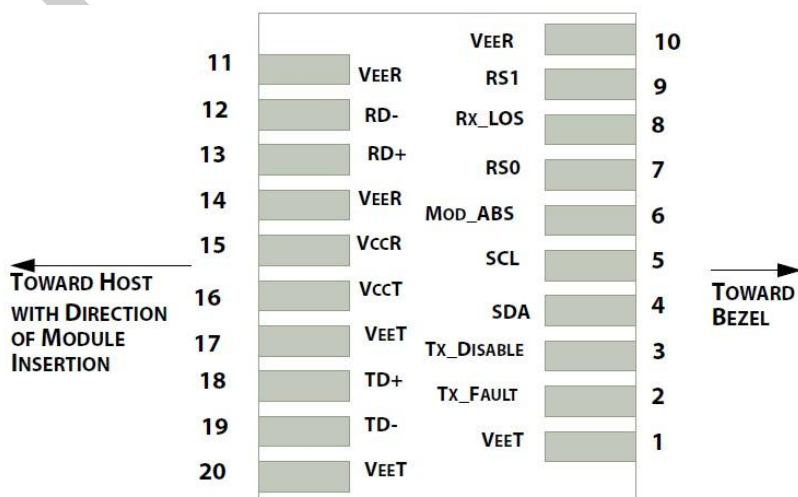 11 VEER
12 RD-
13 RD+
14 VEER
15 VCCR
16 VCCT
17 VEET
18 TD+
19 TD-
20 VEET
VEER 10
RS1 9
RX_LOS 8
RS0 7
MOD_ABS 6
SCL 5
SDA 4
TX_DISABLE 3
TX_FAULT 2
VEET 1
TOWARD HOST
WITH DIRECTION
OF MODULE
INSERTION
TOWARD
BEZEL